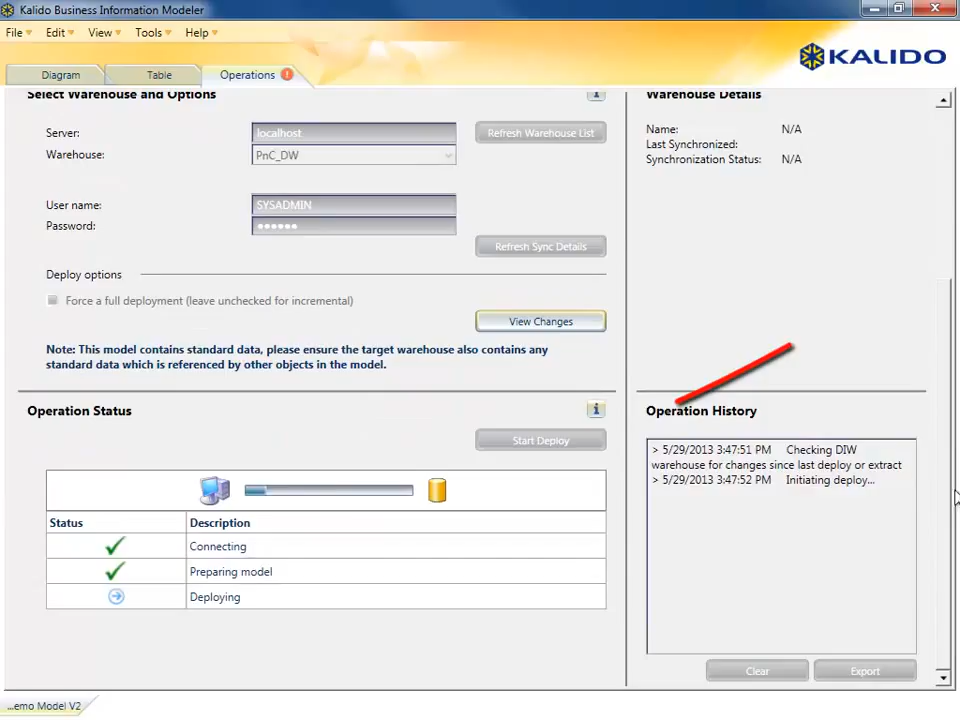 Kalido Business Information Modeler
File Edit View Tools Help
KALIDO
Diagram Table Operations
Select Warehouse and Options
Server: localhost Refresh Warehouse List
Warehouse: PnC_DW
User name: SYSADMIN
Password:
Refresh Sync Details
Deploy options
Force a full deployment (leave unchecked for incremental)
View Changes
Note: This model contains standard data, please ensure the target warehouse also contains any
standard data which is referenced by other objects in the model.
Warehouse Details
Name: N/A
Last Synchronized:
Synchronization Status: N/A
Operation Status
Start Deploy
Status Description
Connecting
Preparing model
Deploying
Operation History
> 5/29/2013 3:47:51 PM Checking DIW
warehouse for changes since last deploy or extract
> 5/29/2013 3:47:52 PM Initiating deploy...
Clear Export
...emo Model V2